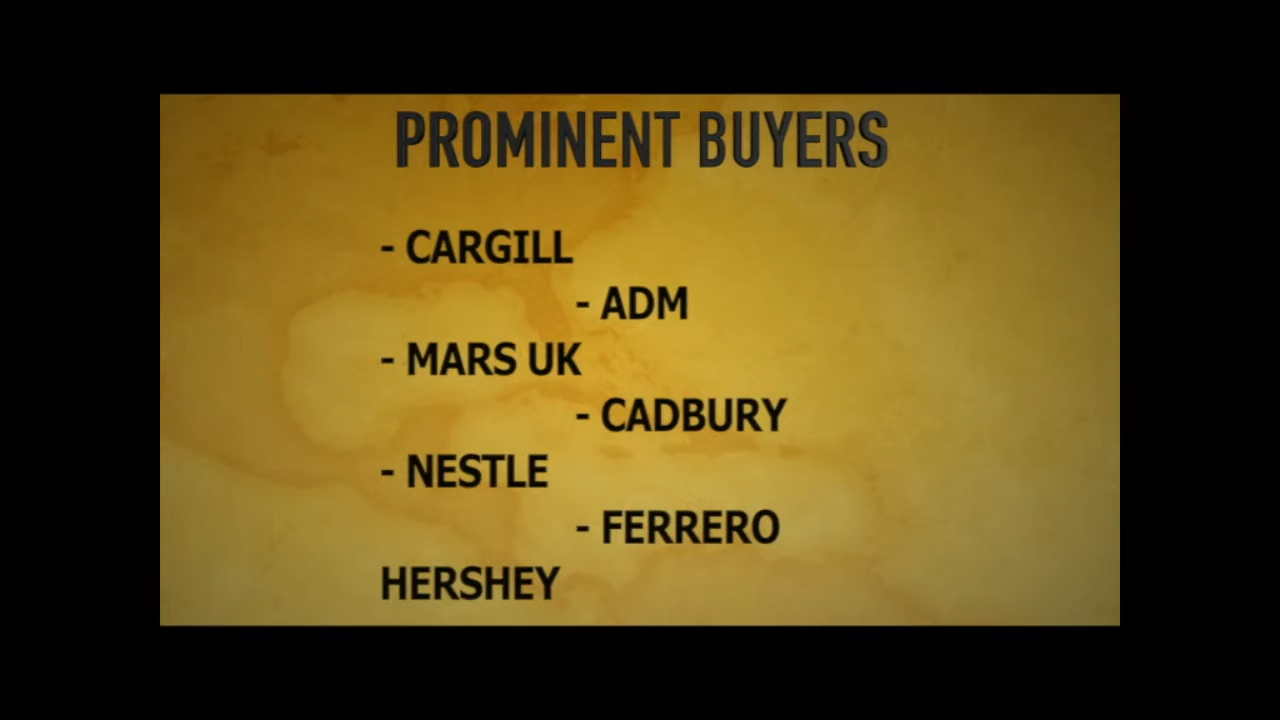 PROMINENT BUYERS
- CARGILL
- ADM
- MARS UK
- CADBURY
- NESTLE
- FERRERO
HERSHEY